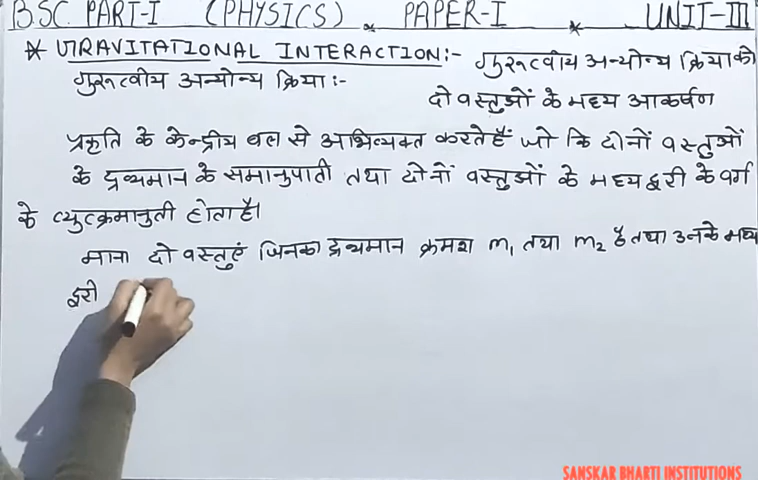 B.SC PART-I (PHYSICS) * PAPER-I * UNIT-III
* GRAVITATIONAL INTERACTION:- गुरूत्वीय अन्योन्य क्रिया को
गुरूत्वीय अन्योन्य क्रिया:- दो वस्तुओं के मध्य आकर्षण
प्रकृति के केन्द्रीय बल से अभिव्यक्त करते हैं जो कि दोनों वस्तुओं
के द्रव्यमान के समानुपाती तथा दोनों वस्तुओं के मध्य दूरी के वर्ग
के व्युत्क्रमानुती होता है।
माना दो वस्तुएं जिनका द्रव्यमान क्रमश m₁ तथा m₂ है तथा उनके मध्य
दूरी
SANSKAR BHARTI INSTITUTIONS